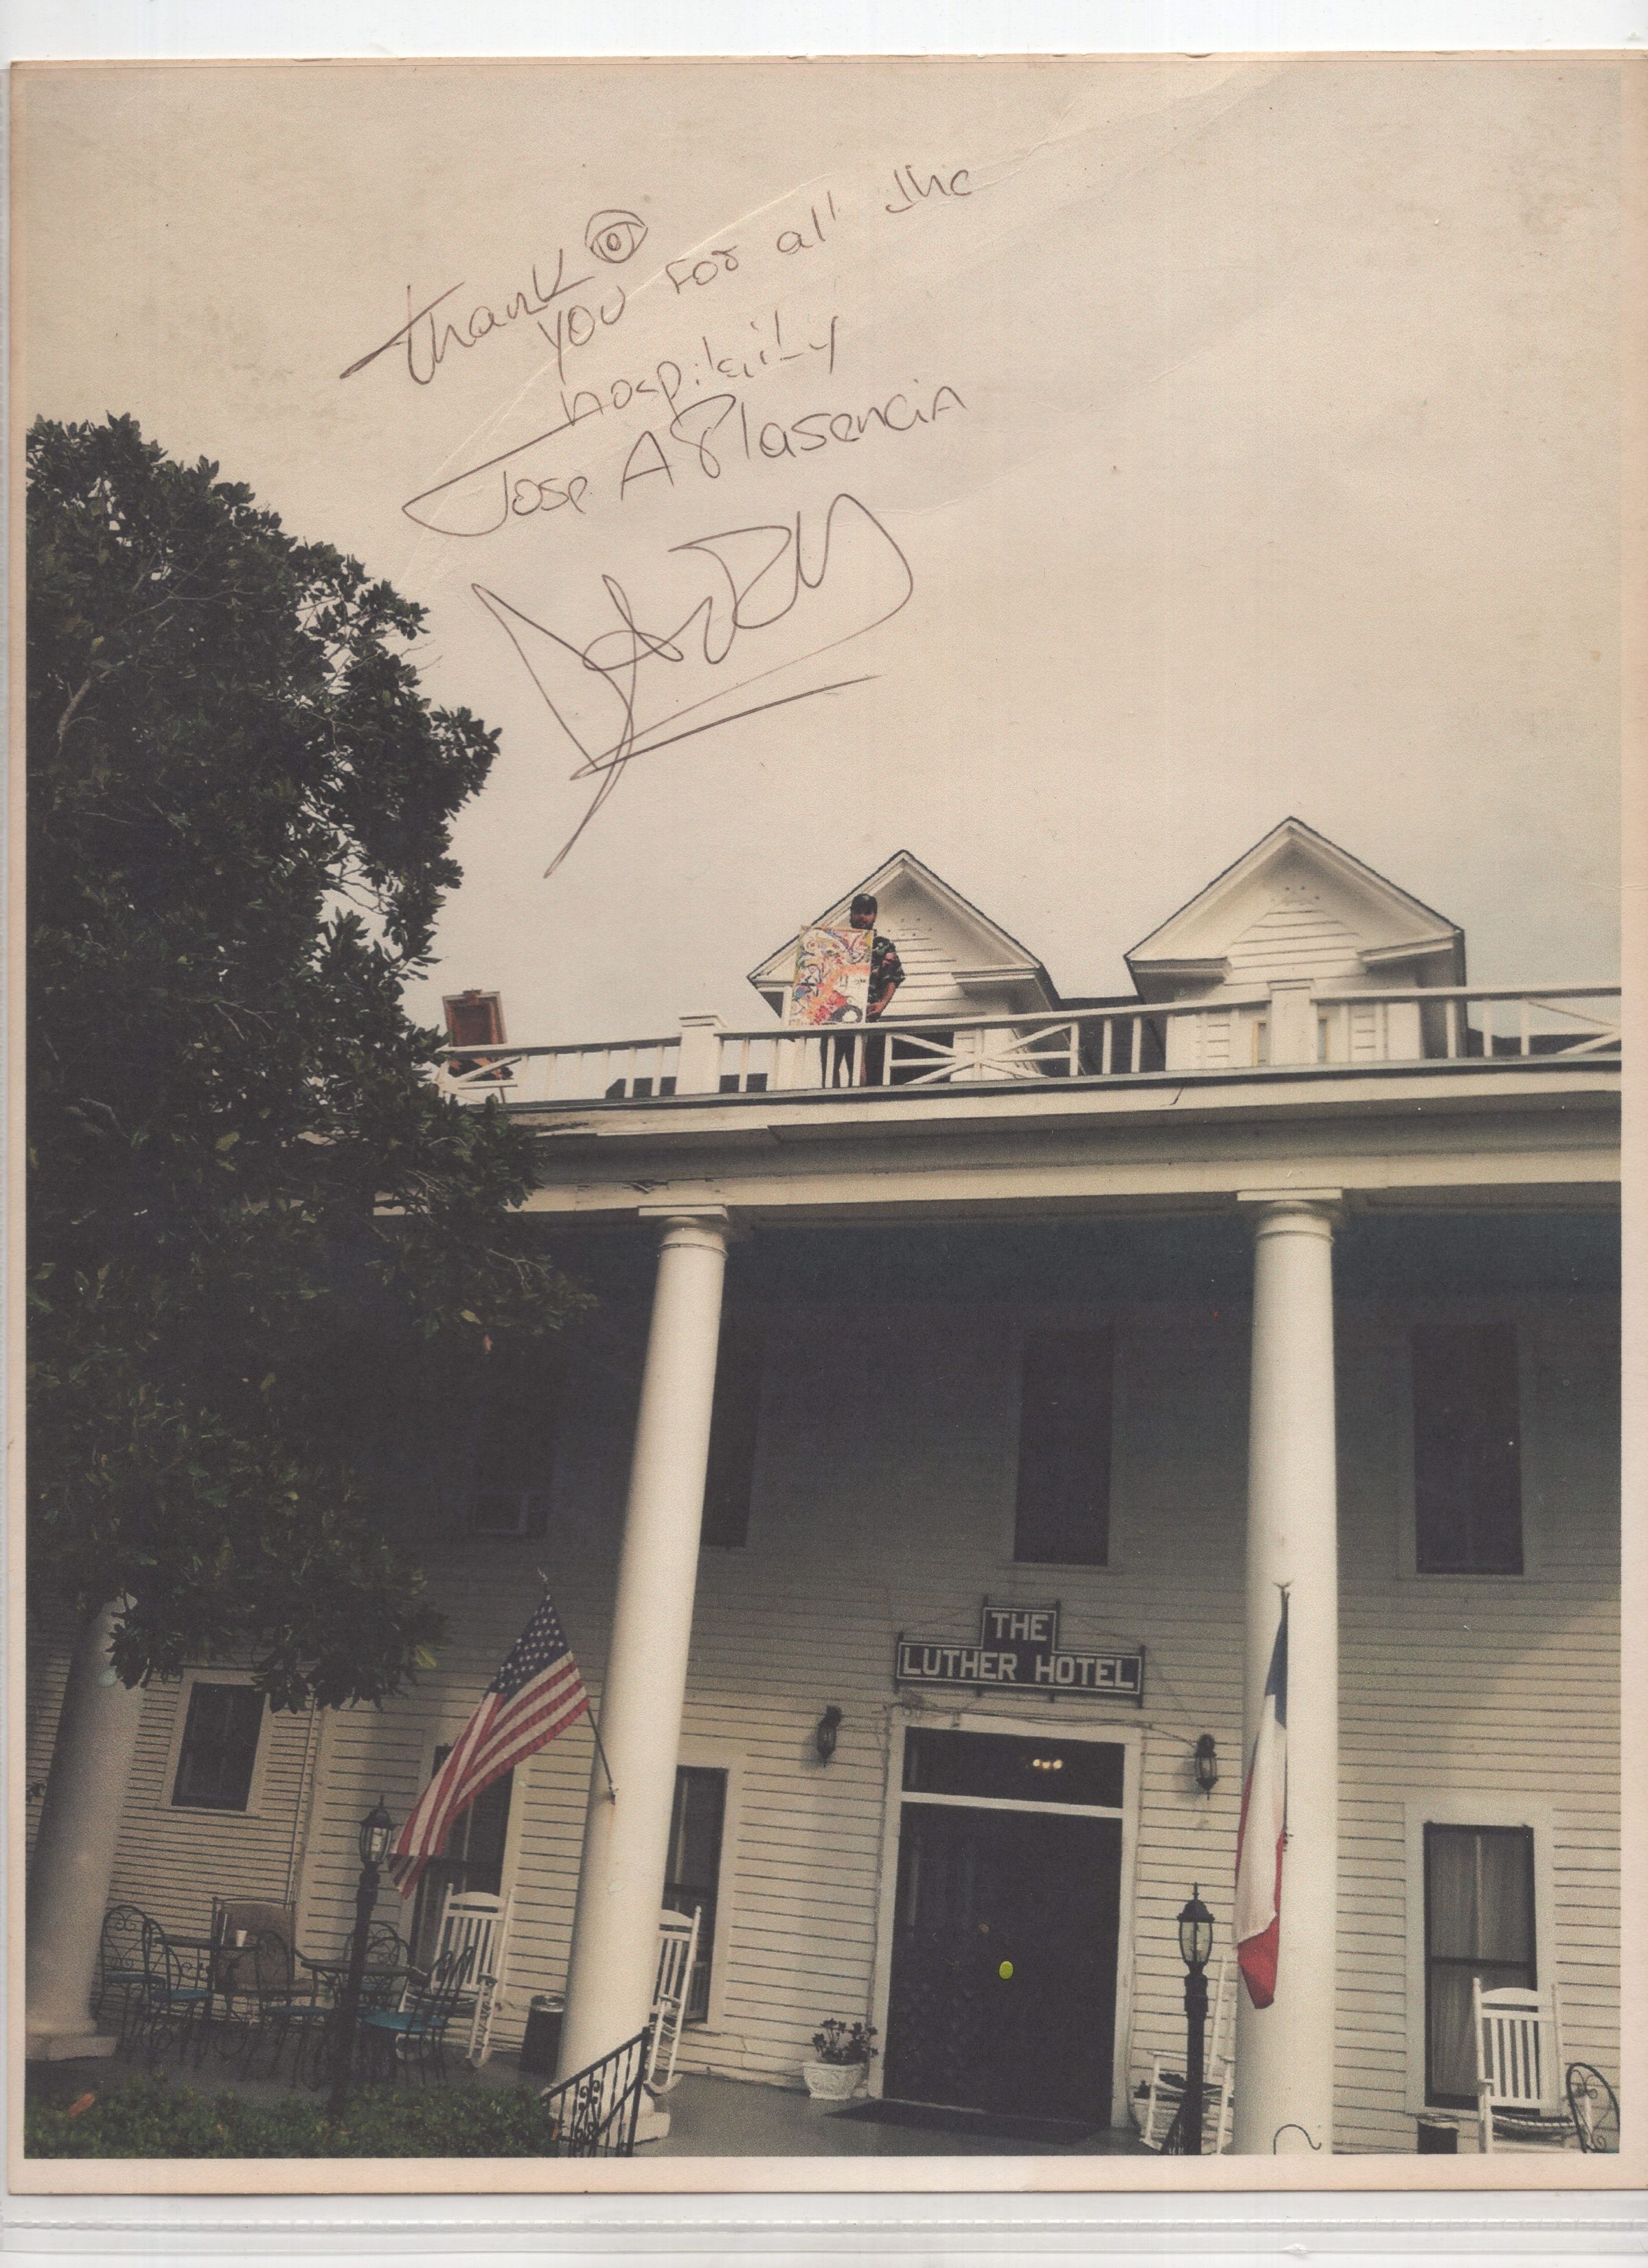 thank
you for all the
hospitality
Jose A Plasencia
THE
LUTHER HOTEL